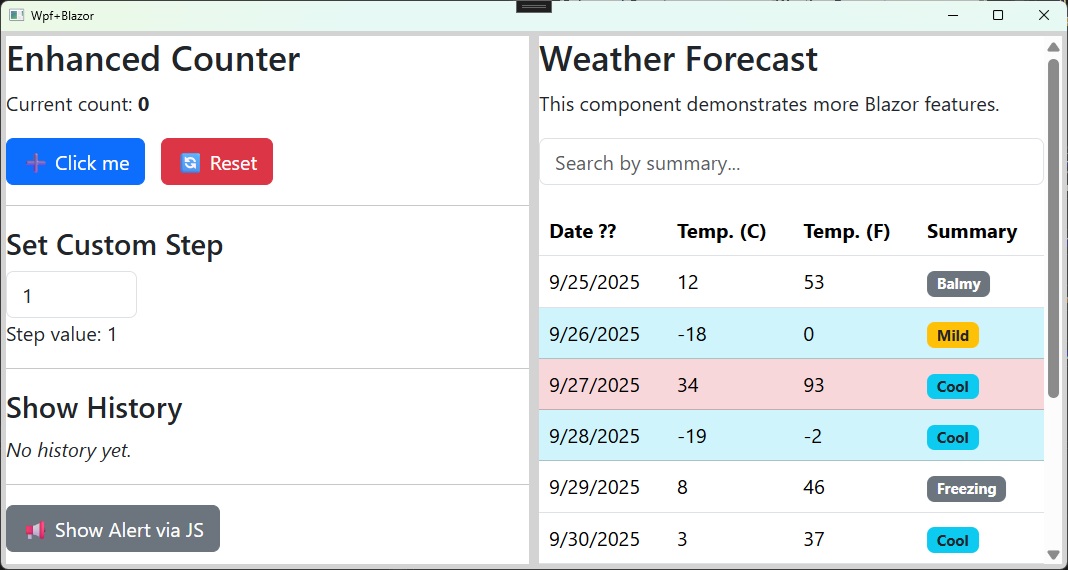 Wpf+Blazor
Enhanced Counter
Current count: 0
➕ Click me
🔄 Reset
Set Custom Step
1
Step value: 1
Show History
No history yet.
📢 Show Alert via JS
Weather Forecast
This component demonstrates more Blazor features.
Search by summary...
Date ?? Temp. (C) Temp. (F) Summary
9/25/2025 12 53 Balmy
9/26/2025 -18 0 Mild
9/27/2025 34 93 Cool
9/28/2025 -19 -2 Cool
9/29/2025 8 46 Freezing
9/30/2025 3 37 Cool